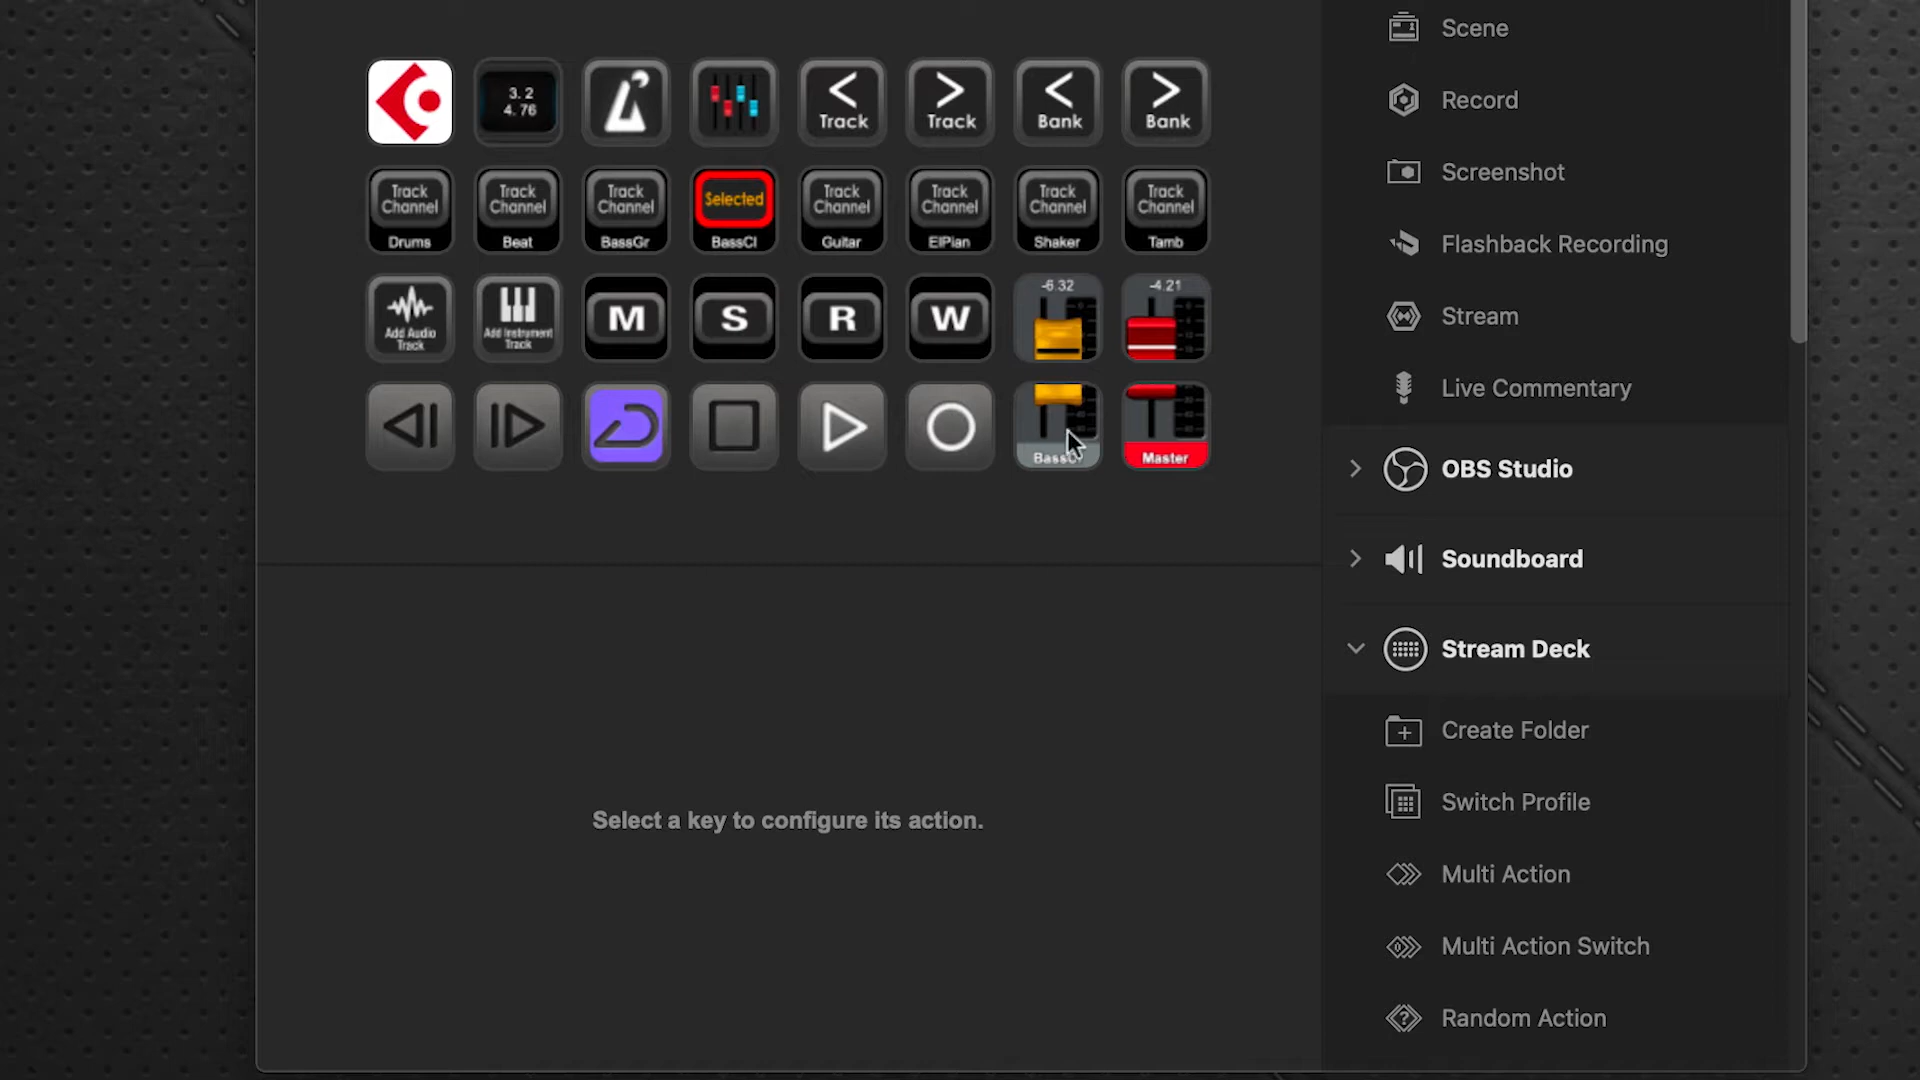 Scene
Record
Screenshot
Flashback Recording
Stream
Live Commentary
OBS Studio
Soundboard
Stream Deck
Create Folder
Switch Profile
Multi Action
Multi Action Switch
Random Action
3. 2
4. 76
Track
Track
Bank
Bank
Track
Channel
Drums
Track
Channel
Beat
Track
Channel
BassGr
Selected
BassCl
Track
Channel
Guitar
Track
Channel
ElPian
Track
Channel
Shaker
Track
Channel
Tamb
Add Audio
Track
Add Instrument
Track
M
S
R
W
-6.32
-4.21
Master
Select a key to configure its action.